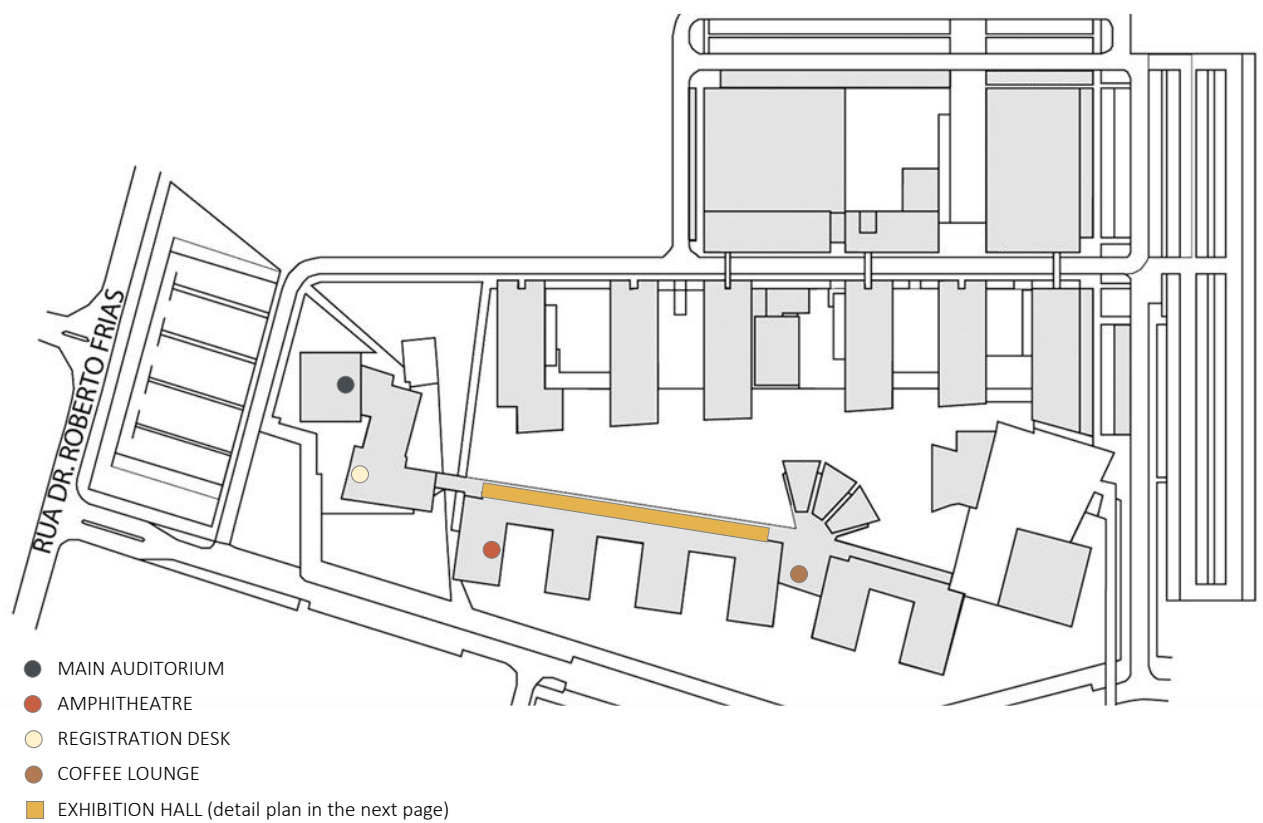 RUA DR. ROBERTO FRIAS
MAIN AUDITORIUM
AMPHITHEATRE
REGISTRATION DESK
COFFEE LOUNGE
EXHIBITION HALL (detail plan in the next page)